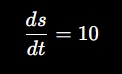 ds/dt = 10